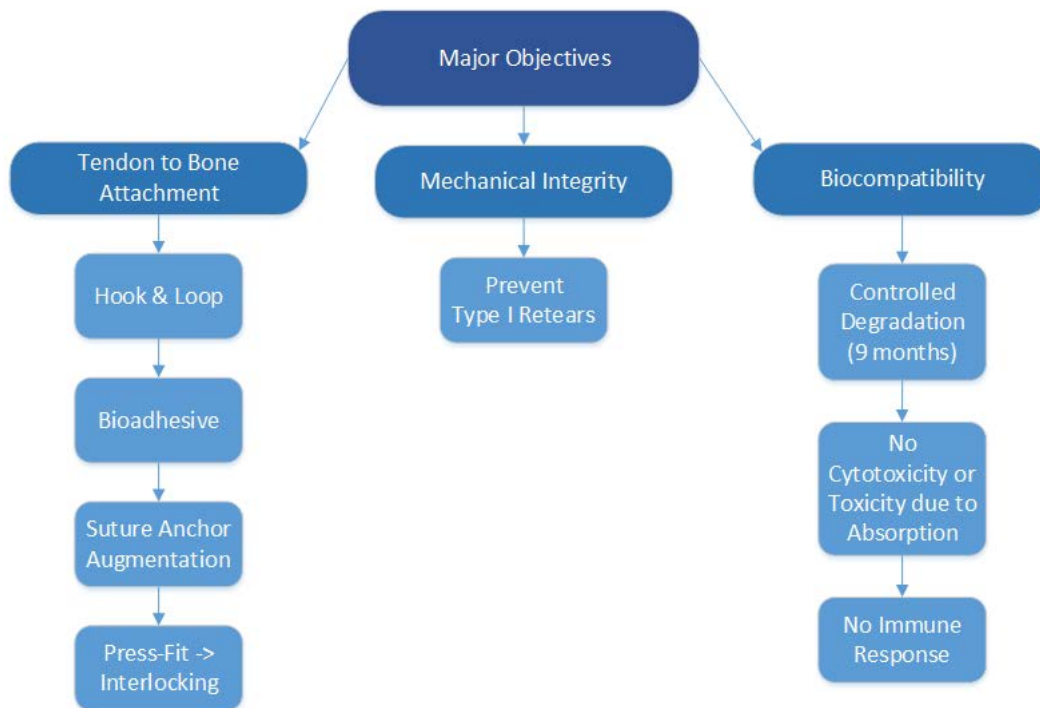 Major Objectives
Tendon to Bone
Attachment
Hook & Loop
Bioadhesive
Suture Anchor
Augmentation
Press-Fit ->
Interlocking
Mechanical Integrity
Prevent
Type I Retears
Biocompatibility
Controlled
Degradation
(9 months)
No
Cytotoxicity or
Toxicity due to
Absorption
No Immune
Response